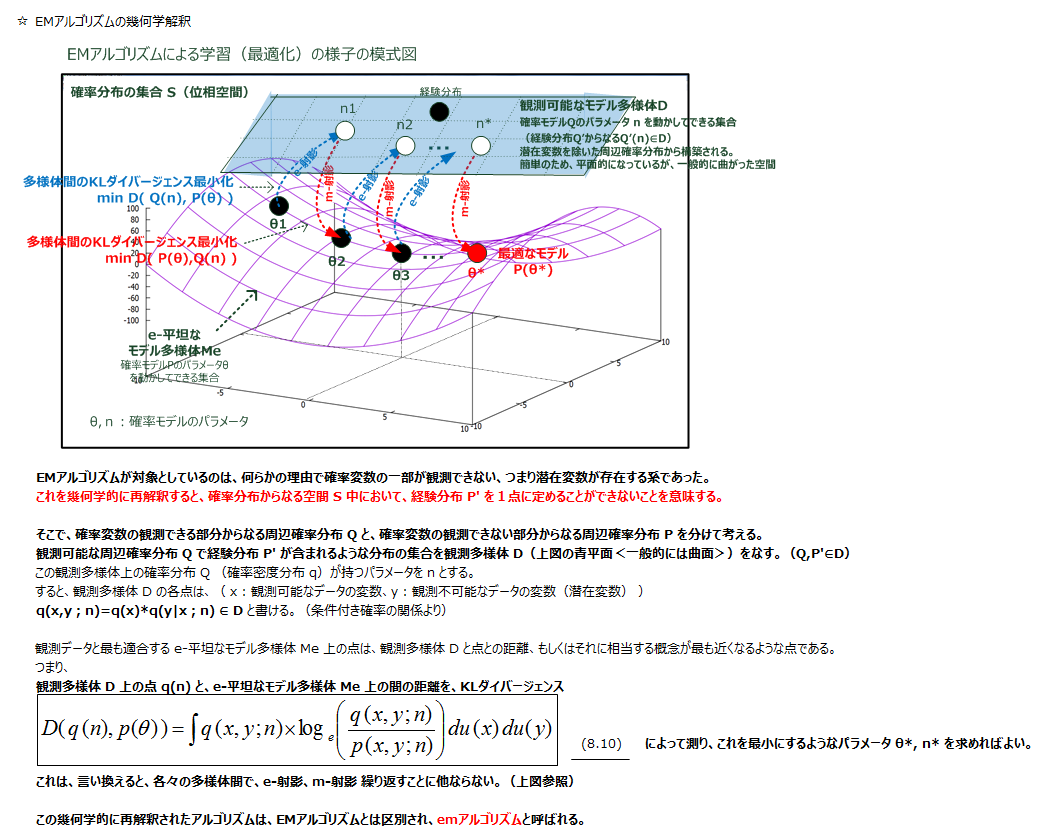 ☆ EMアルゴリズムの幾何学解釈
EMアルゴリズムによる学習（最適化）の様子の模式図
確率分布の集合 S（位相空間）
経験分布
観測可能なモデル多様体D
確率モデルQのパラメータ n を動かしてできる集合
（経験分布Q'からなるQ'(n)∈D）
潜在変数を除いた周辺確率分布から構築される。
簡単のため、平面的になっているが、一般的に曲がった空間
n1
n2
n*
…
e-射影
m-射影
e-射影
m-射影
e-射影
m-射影
多様体間のKLダイバージェンス最小化
min D( Q(n), P(θ) )
多様体間のKLダイバージェンス最小化
min D( P(θ),Q(n) )
θ1
θ2
θ3
…
θ*
最適なモデル
P(θ*)
100
80
60
40
20
0
-20
-40
-60
-80
-100
e-平坦な
モデル多様体Me
確率モデルPのパラメータθ
を動かしてできる集合
-10
-5
0
5
10
-10
-5
0
5
10
θ, n : 確率モデルのパラメータ
EMアルゴリズムが対象としているのは、何らかの理由で確率変数の一部が観測できない、つまり潜在変数が存在する系であった。
これを幾何学的に再解釈すると、確率分布からなる空間 S 中において、経験分布 P' を１点に定めることができないことを意味する。
そこで、確率変数の観測できる部分からなる周辺確率分布 Q と、確率変数の観測できない部分からなる周辺確率分布 P を分けて考える。
観測可能な周辺確率分布 Q で経験分布 P' が含まれるような分布の集合を観測多様体 D（上図の青平面＜一般的には曲面＞）をなす。（Q,P'∈D）
この観測多様体上の確率分布 Q （確率密度分布 q）が持つパラメータを n とする。
すると、観測多様体 D の各点は、（ x：観測可能なデータの変数、y：観測不可能なデータの変数（潜在変数） ）
q(x,y ; n)=q(x)*q(y|x ; n) ∈ D と書ける。（条件付き確率の関係より）
観測データと最も適合する e-平坦なモデル多様体 Me 上の点は、観測多様体 D と点との距離、もしくはそれに相当する概念が最も近くなるような点である。
つまり、
観測多様体 D 上の点 q(n) と、e-平坦なモデル多様体 Me 上の間の距離を、KLダイバージェンス
D(q(n), p(θ)) = ∫q(x,y;n)×log e (q(x,y;n) / p(x,y;n)) du(x)du(y) (8.10) によって測り、これを最小にするようなパラメータ θ*, n* を求めればよい。
これは、言い換えると、各々の多様体間で、e-射影、m-射影 繰り返すことに他ならない。（上図参照）
この幾何学的に再解釈されたアルゴリズムは、EMアルゴリズムとは区別され、emアルゴリズムと呼ばれる。